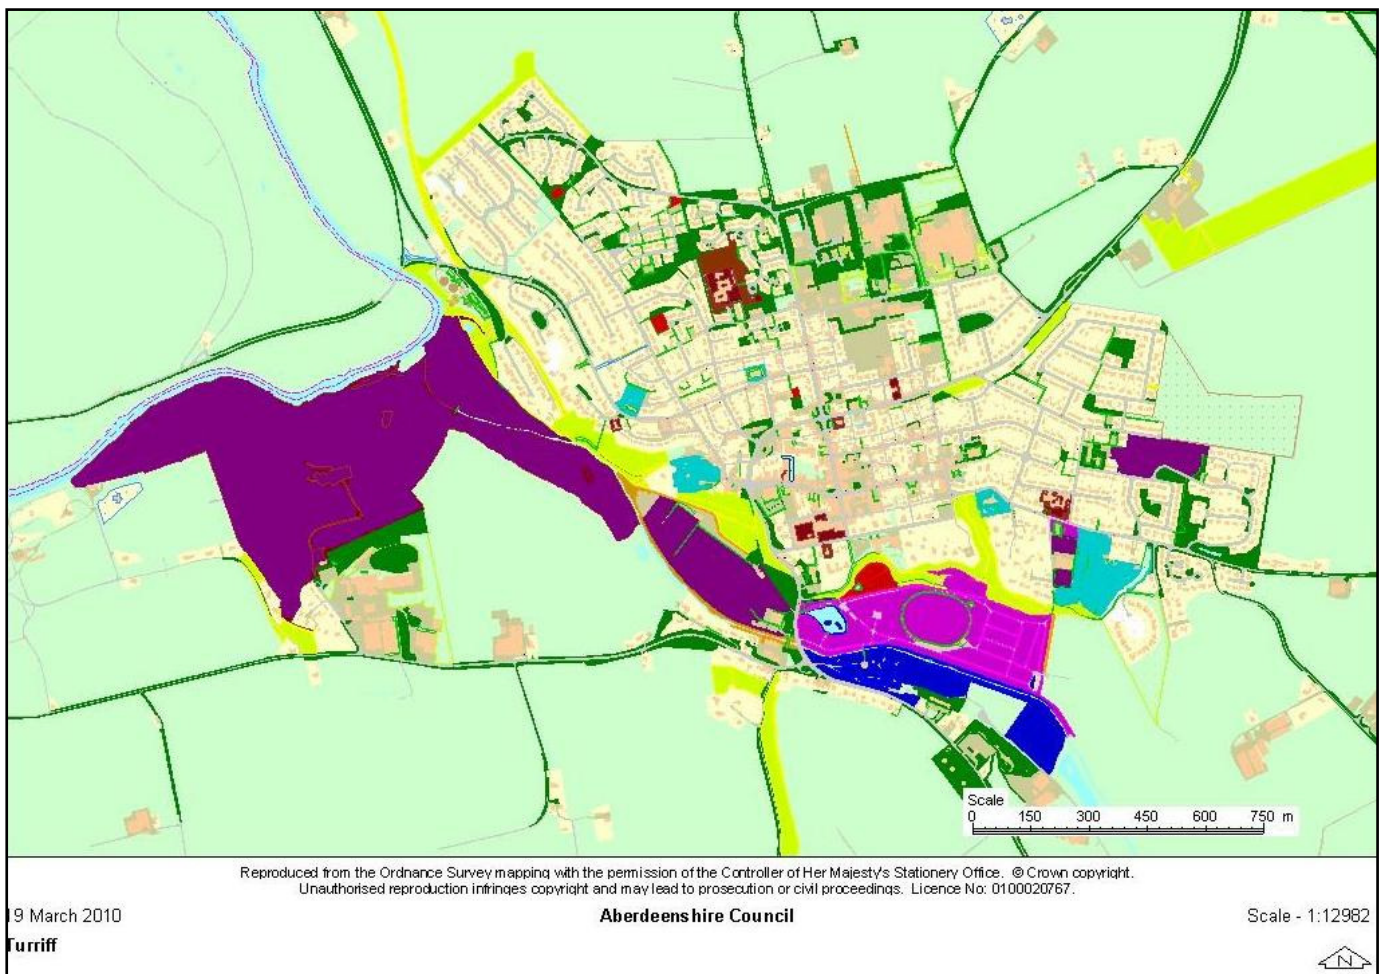 Scale
0 150 300 450 600 750 m
Reproduced from the Ordnance Survey mapping with the permission of the Controller of Her Majesty's Stationery Office. © Crown copyright.
Unauthorised reproduction infringes copyright and may lead to prosecution or civil proceedings. Licence No: 0100020767.
19 March 2010 Aberdeenshire Council Scale - 1:12982
Turriff
N